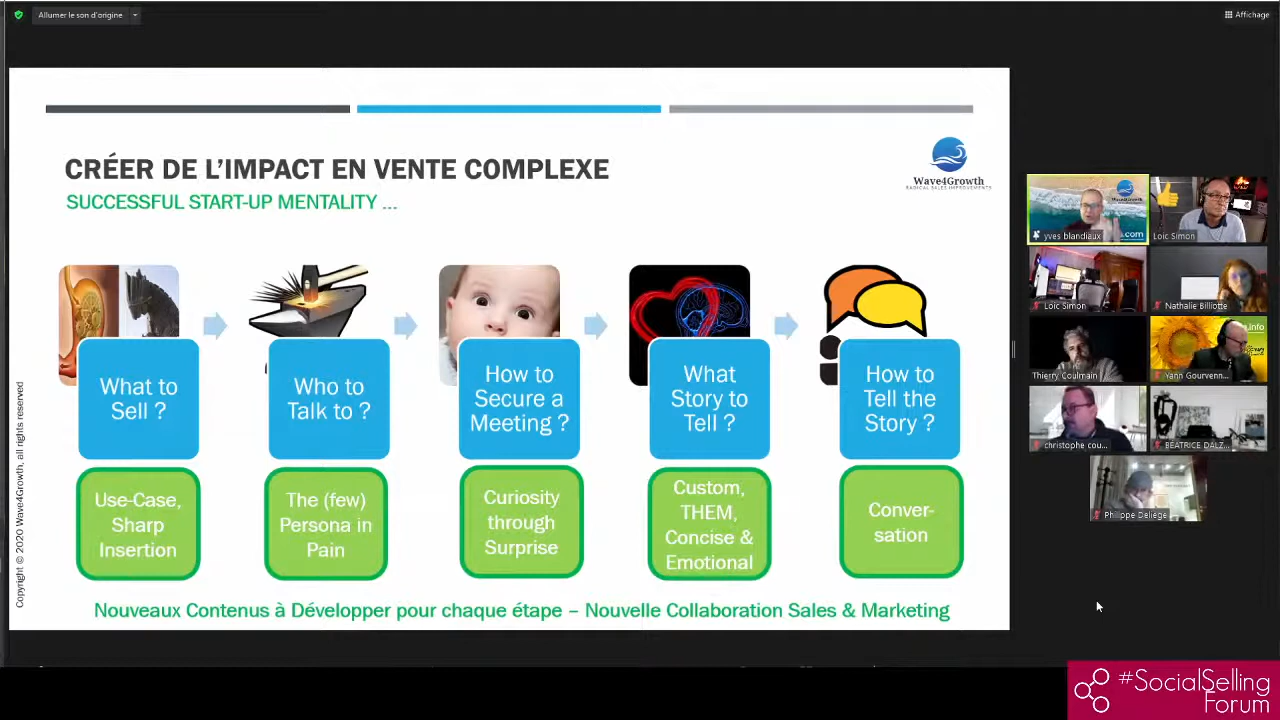 Allumer le son d'origine
Affichage
CRÉER DE L'IMPACT EN VENTE COMPLEXE
SUCCESSFUL START-UP MENTALITY ...
Wave4Growth
RADICAL SALES IMPROVEMENTS
What to
Sell ?
Who to
Talk to ?
How to
Secure a
Meeting ?
What
Story to
Tell ?
How to
Tell the
Story ?
Use-Case,
Sharp
Insertion
The (few)
Persona in
Pain
Curiosity
through
Surprise
Custom,
THEM,
Concise &
Emotional
Conver-
sation
Nouveaux Contenus à Développer pour chaque étape – Nouvelle Collaboration Sales & Marketing
Copyright © 2020 Wave4Growth, all rights reserved
yves blandiaux
.com
Loic Simon
Loic Simon
Nathalie Billiotte
Thierry Coulmain
Yann Gourvenn...
.info
christophe cou...
BEATRICE DALZ...
Philippe Deliege
#SocialSelling
Forum